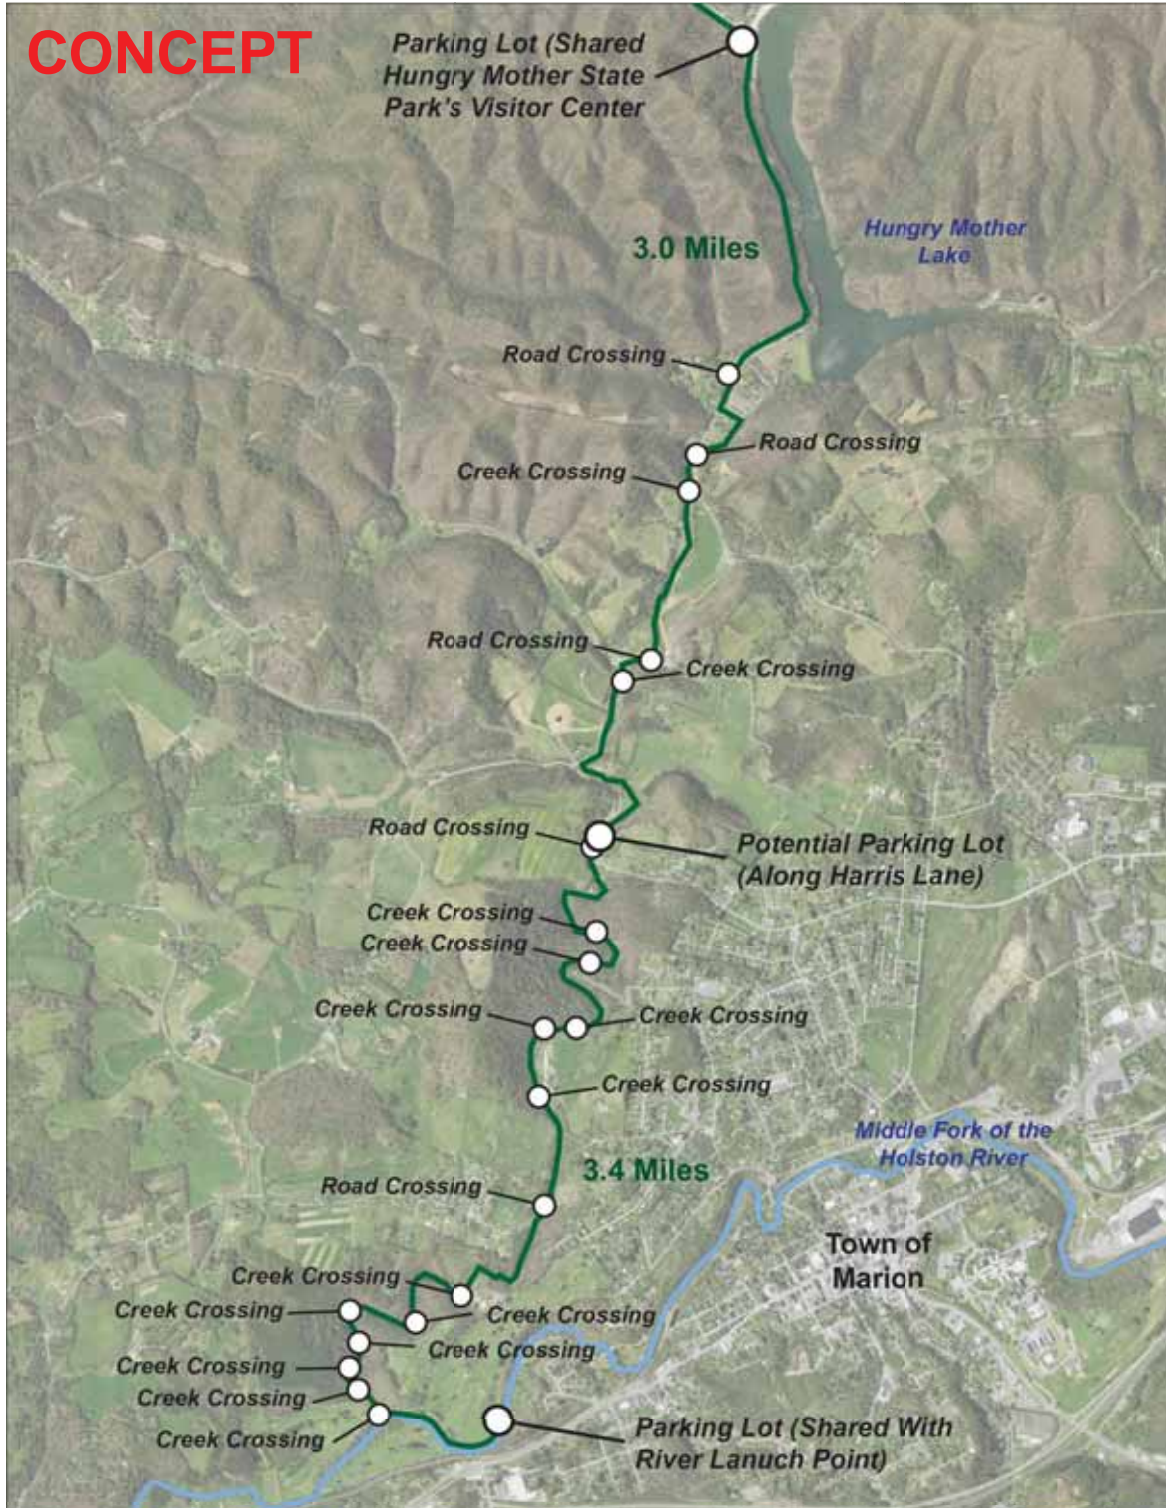 CONCEPT
Parking Lot (Shared
Hungry Mother State
Park's Visitor Center
Hungry Mother
Lake
3.0 Miles
Road Crossing
Road Crossing
Creek Crossing
Road Crossing
Creek Crossing
Road Crossing
Potential Parking Lot
(Along Harris Lane)
Creek Crossing
Creek Crossing
Creek Crossing
Creek Crossing
Creek Crossing
Middle Fork of the
Holston River
3.4 Miles
Road Crossing
Town of
Marion
Creek Crossing
Creek Crossing
Creek Crossing
Creek Crossing
Creek Crossing
Creek Crossing
Creek Crossing
Parking Lot (Shared With
River Lanuch Point)